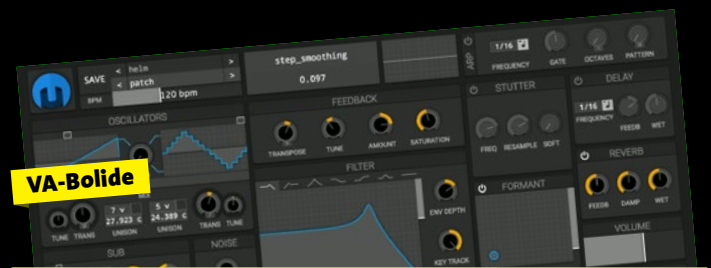 SAVE
< helm >
< patch >
BPM
120 bpm
step_smoothing
0.097
ARP
1/16
FREQUENCY
GATE
OCTAVES
PATTERN
OSCILLATORS
FEEDBACK
TRANSPOSE
TUNE
AMOUNT
SATURATION
STUTTER
FREQ
RESAMPLE
SOFT
DELAY
1/16
FREQUENCY
FEEDB
WET
VA-Bolide
TUNE
TRANS
7 v
27.923 c
UNISON
5 v
24.389 c
UNISON
TRANS
TUNE
FILTER
ENV DEPTH
KEY TRACK
FORMANT
REVERB
FEEDB
DAMP
WET
VOLUME
SUB
NOISE